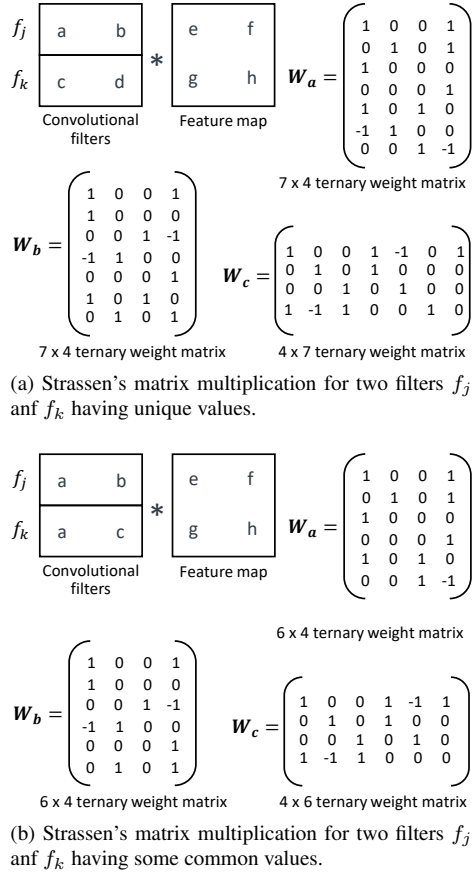 f_j a b e f
*
f_k c d g h
Convolutional filters
Feature map
W_a =
1 0 0 1
0 1 0 1
1 0 0 0
0 0 0 1
1 0 1 0
-1 1 0 0
0 0 1 -1
7 x 4 ternary weight matrix
W_b =
1 0 0 1
1 0 0 0
0 0 1 -1
-1 1 0 0
0 0 0 1
1 0 1 0
0 1 0 1
7 x 4 ternary weight matrix
W_c =
1 0 0 1 -1 0 1
0 1 0 1 0 0 0
0 0 1 0 1 0 0
1 -1 1 0 0 1 0
4 x 7 ternary weight matrix
(a) Strassen's matrix multiplication for two filters f_j
anf f_k having unique values.
f_j a b e f
*
f_k a c g h
Convolutional filters
Feature map
W_a =
1 0 0 1
0 1 0 1
1 0 0 0
0 0 0 1
1 0 1 0
0 0 1 -1
6 x 4 ternary weight matrix
W_b =
1 0 0 1
1 0 0 0
0 0 1 -1
-1 1 0 0
0 0 0 1
0 1 0 1
6 x 4 ternary weight matrix
W_c =
1 0 0 1 -1 1
0 1 0 1 0 0
0 0 1 0 1 0
1 -1 1 0 0 0
4 x 6 ternary weight matrix
(b) Strassen's matrix multiplication for two filters f_j
anf f_k having some common values.